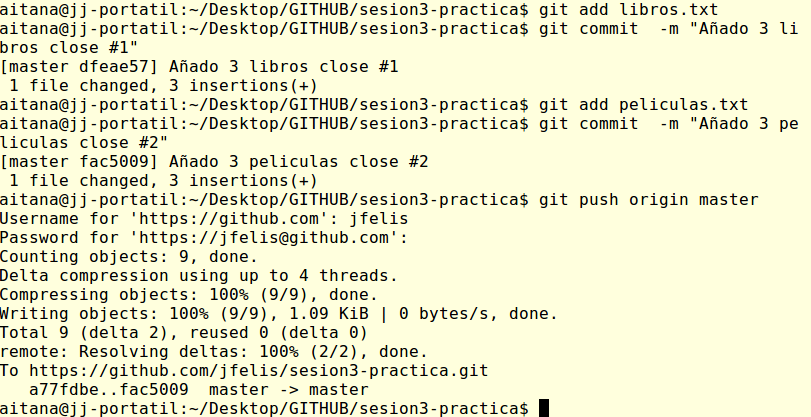 aitana@jj-portatil:~/Desktop/GITHUB/sesion3-practica$ git add libros.txt
aitana@jj-portatil:~/Desktop/GITHUB/sesion3-practica$ git commit  -m "Añado 3 li
bros close #1"
[master dfeae57] Añado 3 libros close #1
 1 file changed, 3 insertions(+)
aitana@jj-portatil:~/Desktop/GITHUB/sesion3-practica$ git add peliculas.txt
aitana@jj-portatil:~/Desktop/GITHUB/sesion3-practica$ git commit  -m "Añado 3 pe
liculas close #2"
[master fac5009] Añado 3 peliculas close #2
 1 file changed, 3 insertions(+)
aitana@jj-portatil:~/Desktop/GITHUB/sesion3-practica$ git push origin master
Username for 'https://github.com': jfelis
Password for 'https://jfelis@github.com':
Counting objects: 9, done.
Delta compression using up to 4 threads.
Compressing objects: 100% (9/9), done.
Writing objects: 100% (9/9), 1.09 KiB | 0 bytes/s, done.
Total 9 (delta 2), reused 0 (delta 0)
remote: Resolving deltas: 100% (2/2), done.
To https://github.com/jfelis/sesion3-practica.git
   a77fdbe..fac5009  master -> master
aitana@jj-portatil:~/Desktop/GITHUB/sesion3-practica$